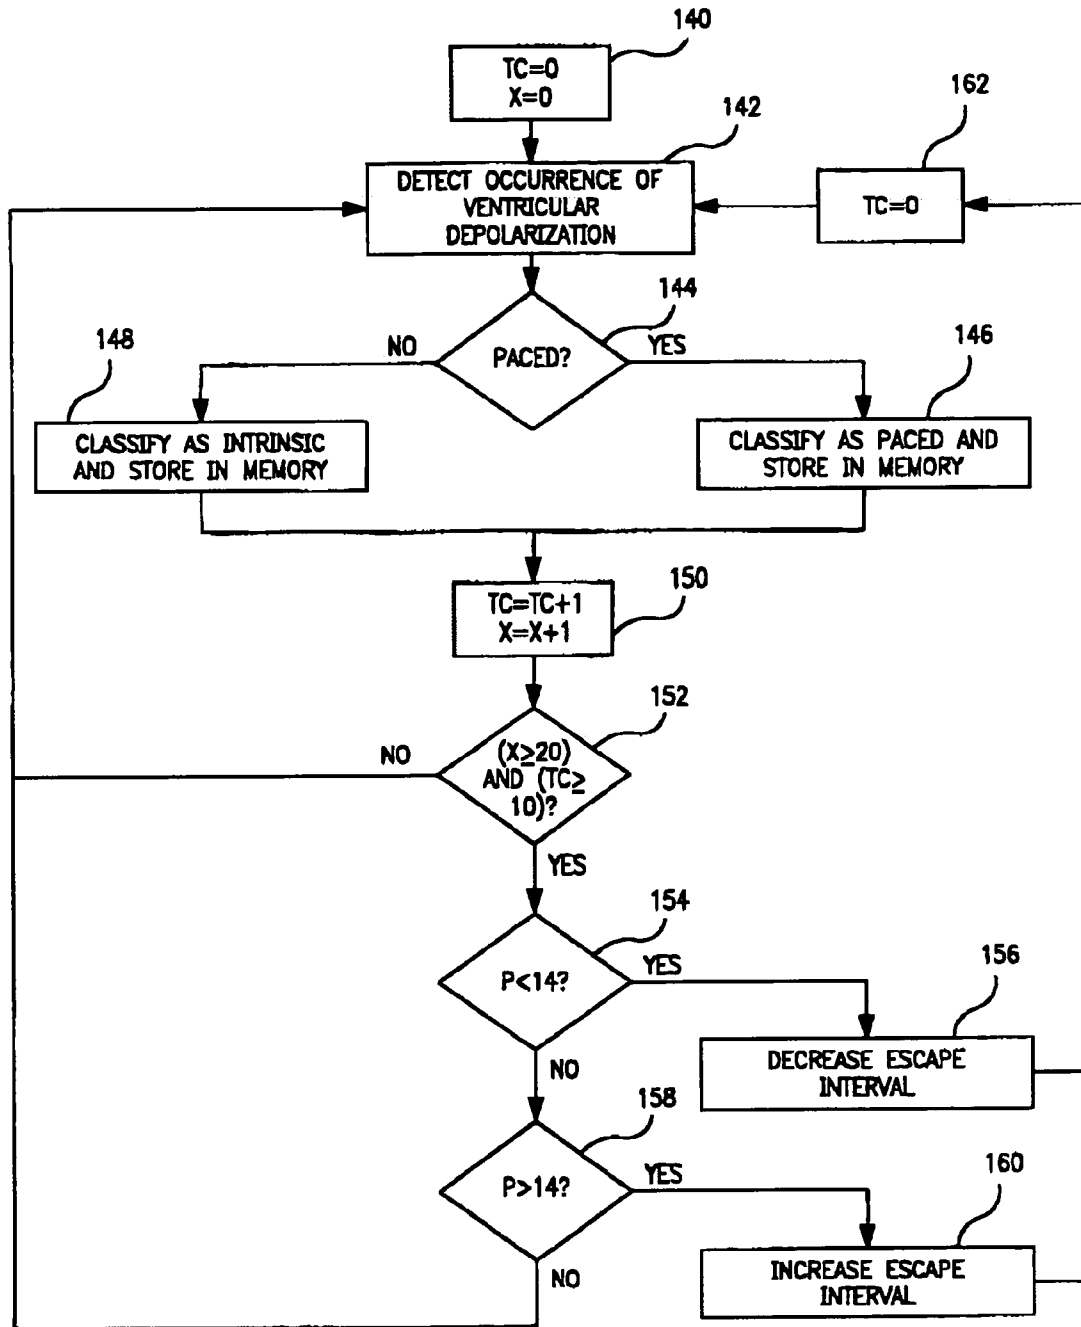 140
TC=0
X=0
162
142
DETECT OCCURRENCE OF
VENTRICULAR
DEPOLARIZATION
TC=0
144
148
NO
PACED?
YES
146
CLASSIFY AS INTRINSIC
AND STORE IN MEMORY
CLASSIFY AS PACED AND
STORE IN MEMORY
150
TC=TC+1
X=X+1
152
NO
(X≥20)
AND (TC≥
10)?
YES
154
P<14?
YES
156
DECREASE ESCAPE
INTERVAL
NO
158
P>14?
YES
160
INCREASE ESCAPE
INTERVAL
NO